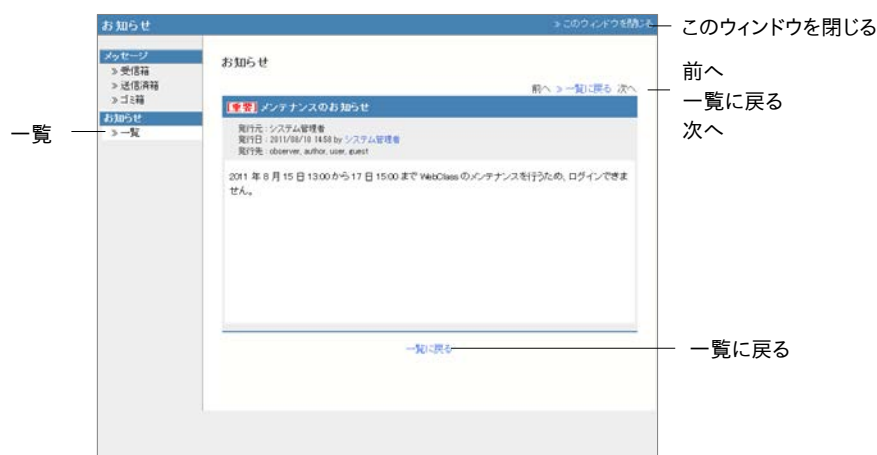 お知らせ
» このウィンドウを閉じる
このウィンドウを閉じる
メッセージ
» 受信箱
» 送信済箱
» ゴミ箱
お知らせ
» 一覧
一覧
お知らせ
前へ » 一覧に戻る 次へ
前へ
一覧に戻る
次へ
【重要】メンテナンスのお知らせ
発行元 : システム管理者
発行日 : 2011/08/10 14:58 by システム管理者
発行先 : observer, author, user, guest
2011 年 8 月 15 日 13:00 から 17 日 15:00 まで WebClass のメンテナンスを行うため、ログインできま
せん。
一覧に戻る
一覧に戻る